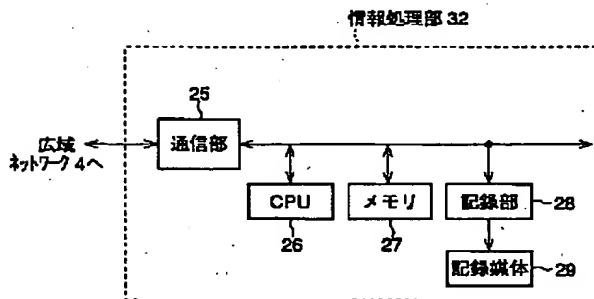 情報処理部 32
25
広域
ネットワーク 4へ
通信部
CPU
メモリ
記録部
28
26
27
記録媒体
29